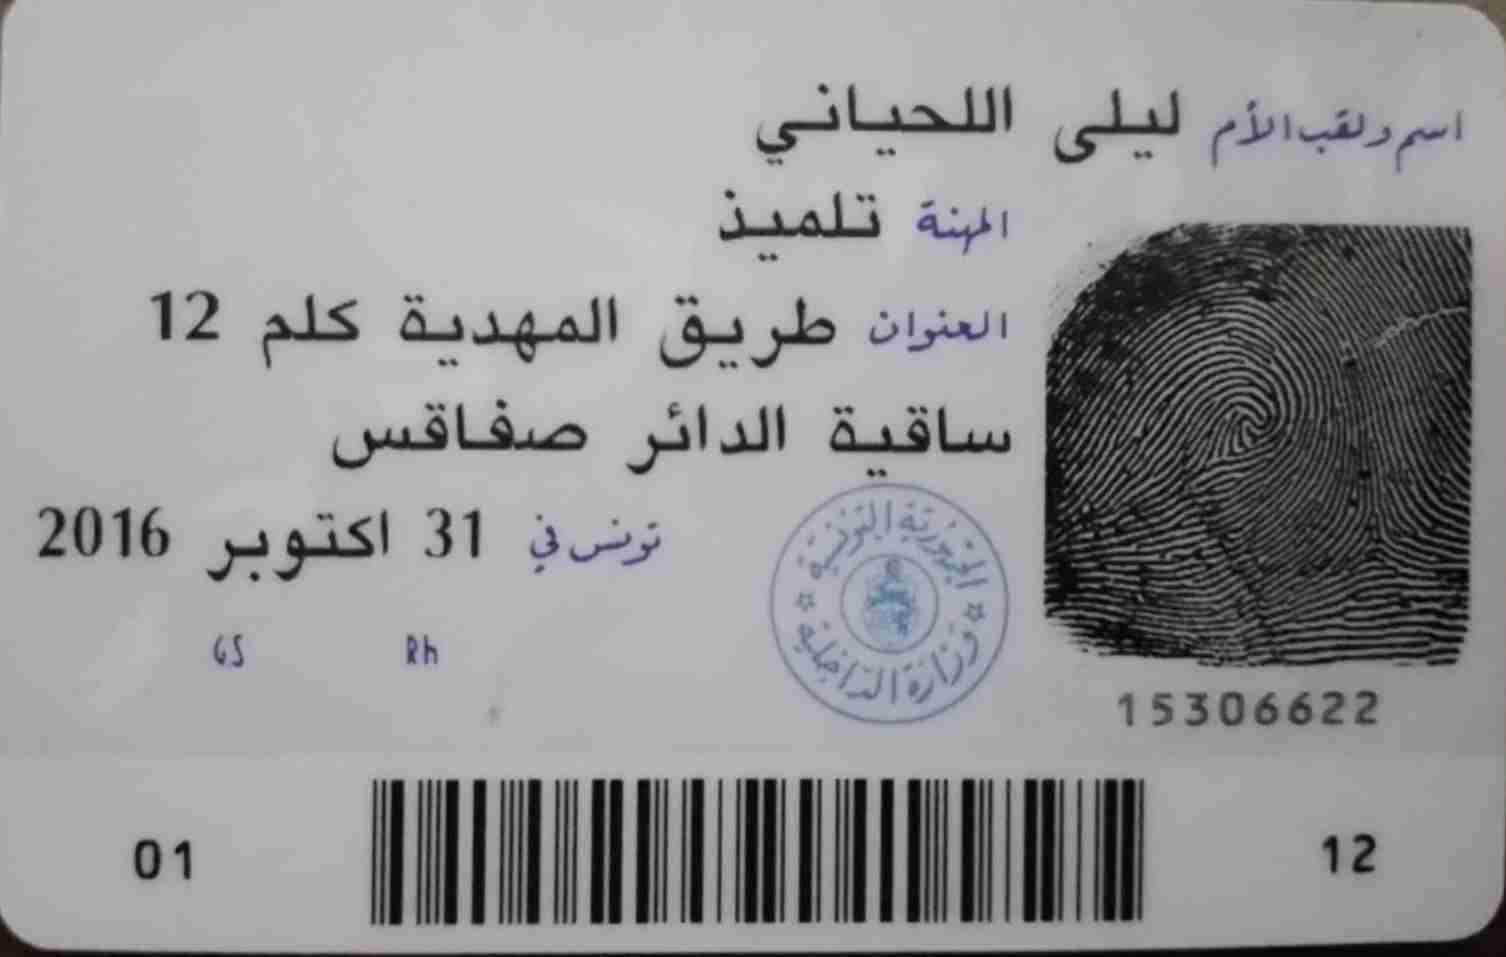 اسم ولقب الأم ليلى اللحياني
المهنة تلميذ
العنوان طريق المهدية كلم 12
ساقية الدائر صفاقس
تونس في 31 اكتوبر 2016
الجمهورية التونسية
وزارة الداخلية
GS Rh
15306622
01 12